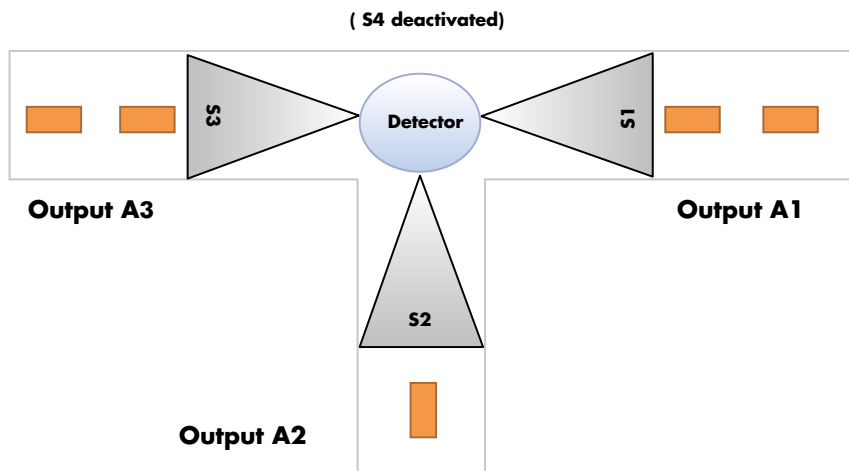 ( S4 deactivated)
S3
Detector
S1
Output A3
Output A1
S2
Output A2